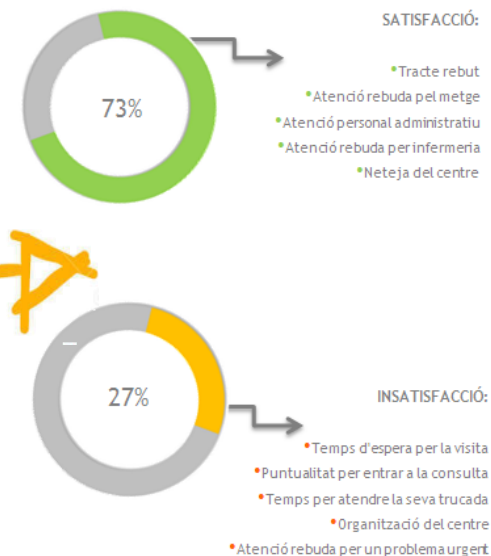 SATISFACCIÓ:
73%
•Tracte rebut
•Atenció rebuda pel metge
•Atenció personal administratiu
•Atenció rebuda per infermeria
•Neteja del centre
27%
INSATISFACCIÓ:
•Temps d'espera per la visita
•Puntualitat per entrar a la consulta
•Temps per atendre la seva trucada
•Organització del centre
•Atenció rebuda per un problema urgent